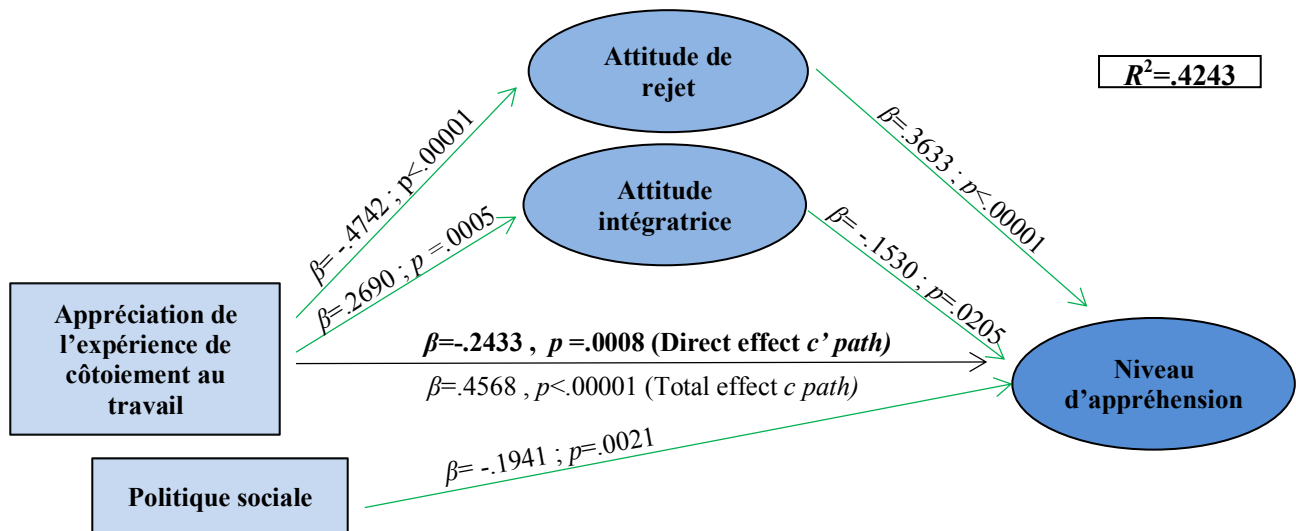 Attitude de
rejet
R²=.4243
β= -.4742 ; p<.00001
β=.3633 ; p<.00001
Attitude
intégratrice
β=.2690 ; p =.0005
β= -.1530 ; p=.0205
Appréciation de
l’expérience de
côtoiement au
travail
β=-.2433 , p =.0008 (Direct effect c’ path)
β=.4568 , p<.00001 (Total effect c path)
Niveau
d’appréhension
β= -.1941 ; p=.0021
Politique sociale